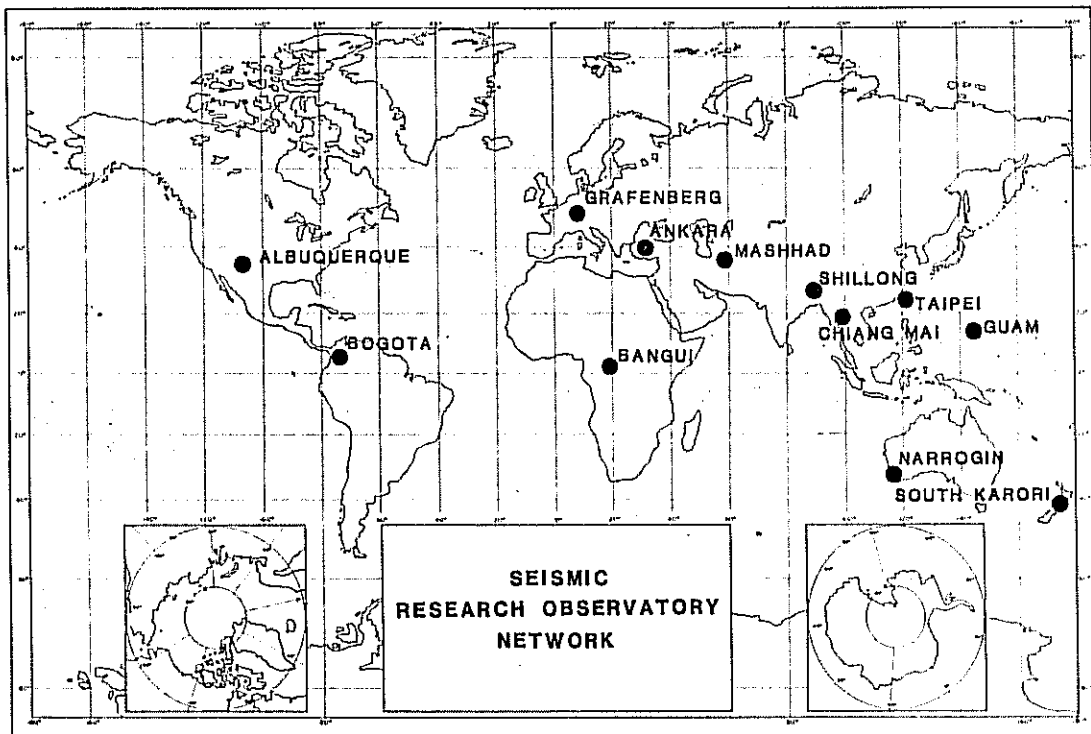 GRAFENBERG
ANKARA
MASHHAD
ALBUQUERQUE
SHILLONG
TAIPEI
CHIANG MAI
GUAM
BOGOTA
BANGUI
NARROGIN
SOUTH KARORI
SEISMIC
RESEARCH OBSERVATORY
NETWORK